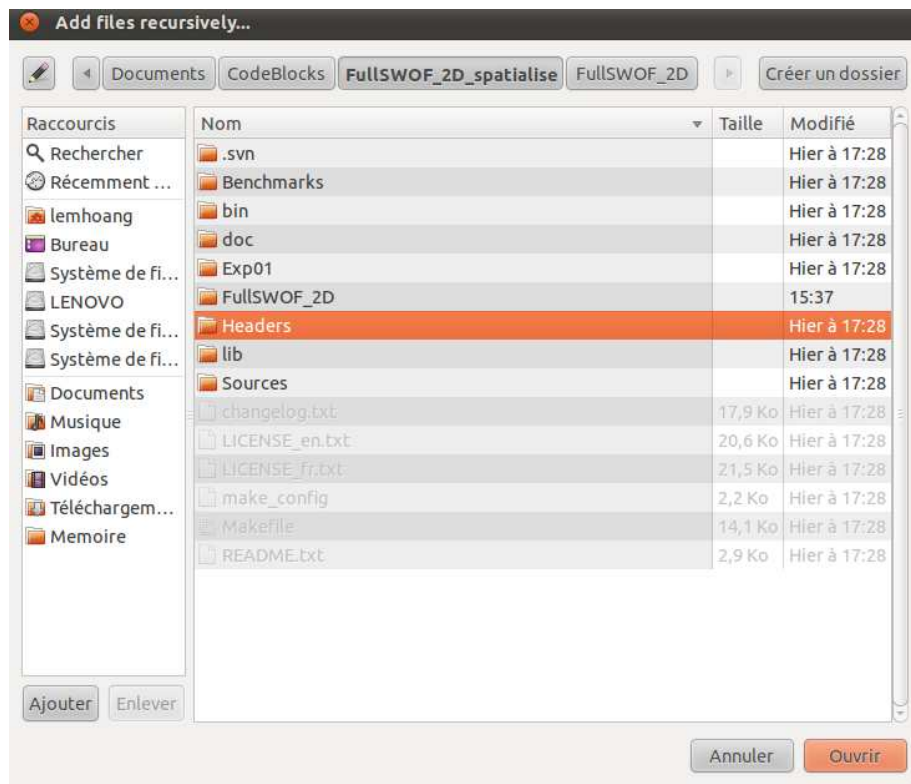 Add files recursively...
Documents CodeBlocks FullSWOF_2D_spatialise FullSWOF_2D Créer un dossier
Raccourcis
Rechercher
Récemment ...
lemhoang
Bureau
Système de fi...
LENOVO
Système de fi...
Système de fi...
Documents
Musique
Images
Vidéos
Téléchargem...
Memoire
Ajouter Enlever
Nom Taille Modifié
.svn Hier à 17:28
Benchmarks Hier à 17:28
bin Hier à 17:28
doc Hier à 17:28
Exp01 Hier à 17:28
FullSWOF_2D 15:37
Headers Hier à 17:28
lib Hier à 17:28
Sources Hier à 17:28
changelog.txt 17,9 Ko Hier à 17:28
LICENSE_en.txt 20,6 Ko Hier à 17:28
LICENSE_fr.txt 21,5 Ko Hier à 17:28
make_config 2,2 Ko Hier à 17:28
Makefile 14,1 Ko Hier à 17:28
README.txt 2,9 Ko Hier à 17:28
Annuler Ouvrir